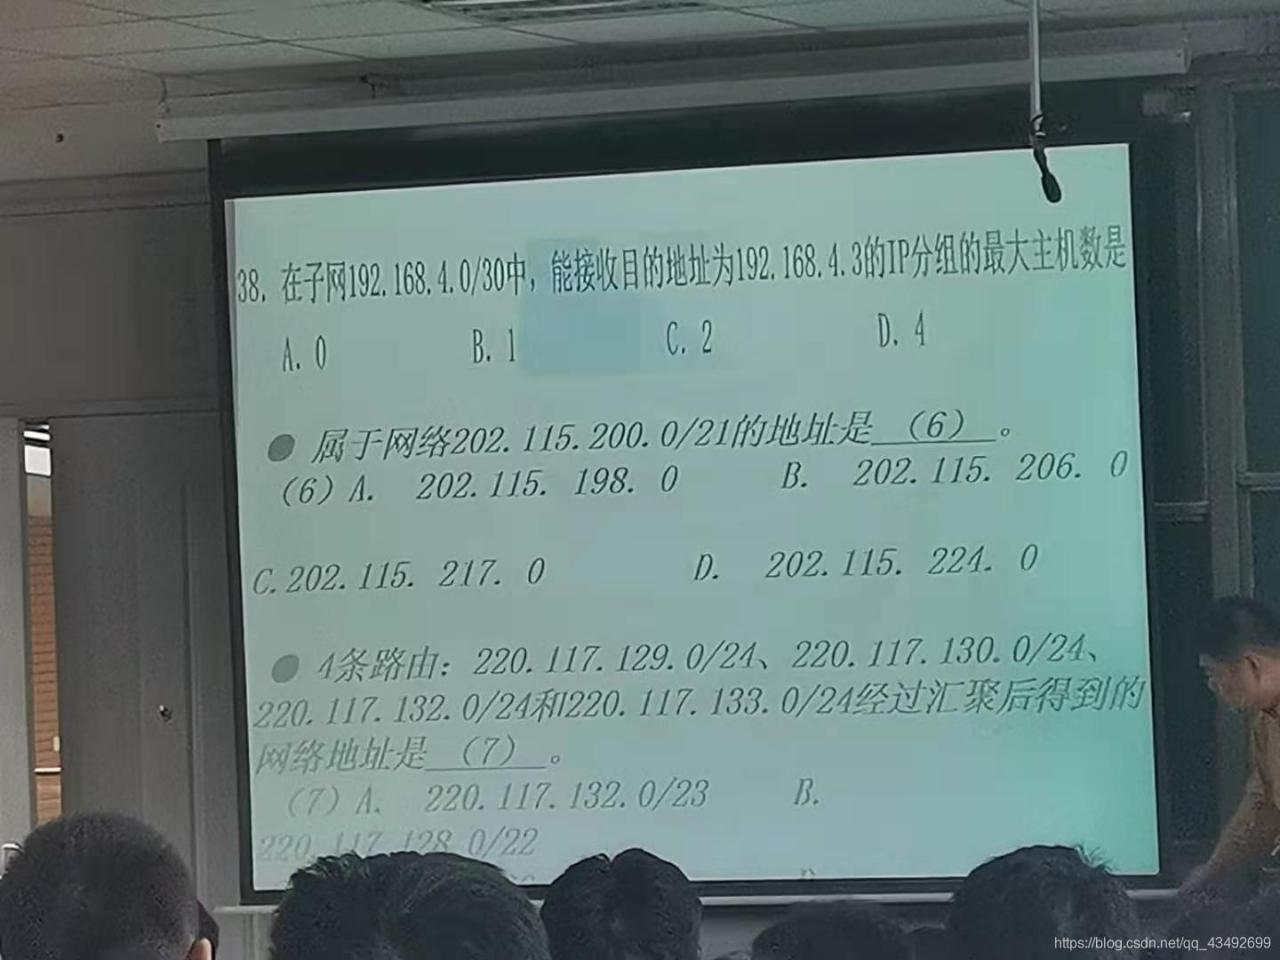 38. 在子网192.168.4.0/30中，能接收目的地址为192.168.4.3的IP分组的最大主机数是
A. 0 B. 1 C. 2 D. 4
属于网络202.115.200.0/21的地址是 （6） 。
（6）A. 202.115. 198. 0 B. 202.115. 206. 0
C. 202.115. 217. 0 D. 202.115. 224. 0
4条路由：220.117.129.0/24、220.117.130.0/24、
220.117.132.0/24和220.117.133.0/24经过汇聚后得到的
网络地址是 （7） 。
（7）A. 220.117.132.0/23 B.
220.117.128.0/22
https://blog.csdn.net/qq_43492699